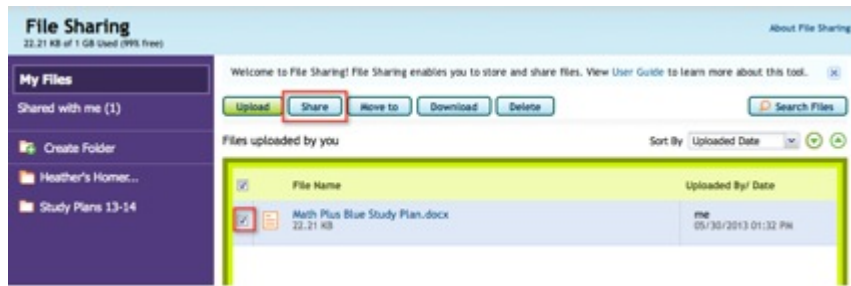 File Sharing
22.21 KB of 1 GB Used (99% free)
About File Sharing
My Files
Shared with me (1)
Create Folder
Heather's Homer...
Study Plans 13-14
Welcome to File Sharing! File Sharing enables you to store and share files. View User Guide to learn more about this tool.
Upload Share Move to Download Delete Search Files
Files uploaded by you Sort By Uploaded Date
File Name Uploaded By/ Date
Math Plus Blue Study Plan.docx me
22.21 KB 05/30/2013 01:32 PM